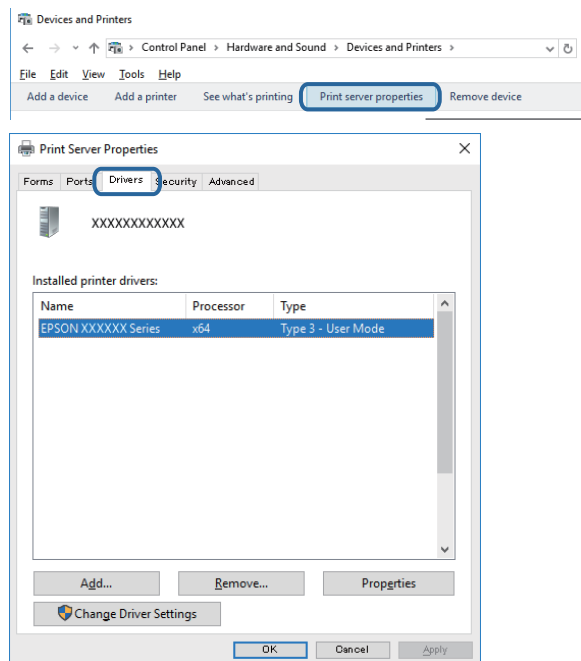 Devices and Printers
Control Panel > Hardware and Sound > Devices and Printers >
File Edit View Tools Help
Add a device Add a printer See what's printing Print server properties Remove device
Print Server Properties
Forms Ports Drivers Security Advanced
XXXXXXXXXXXX
Installed printer drivers:
Name Processor Type
EPSON XXXXXX Series x64 Type 3 - User Mode
Add... Remove... Properties
Change Driver Settings
OK Cancel Apply